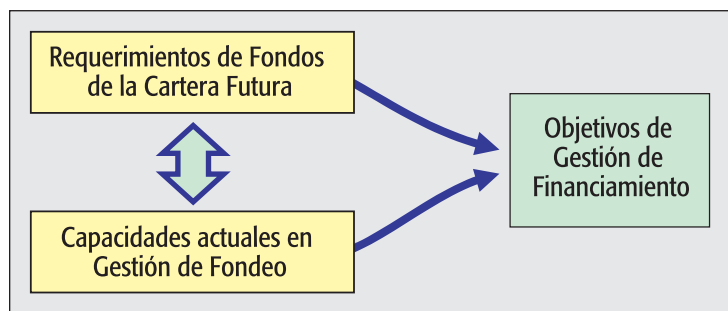 Requerimientos de Fondos
de la Cartera Futura
Capacidades actuales en
Gestión de Fondeo
Objetivos de
Gestión de
Financiamiento